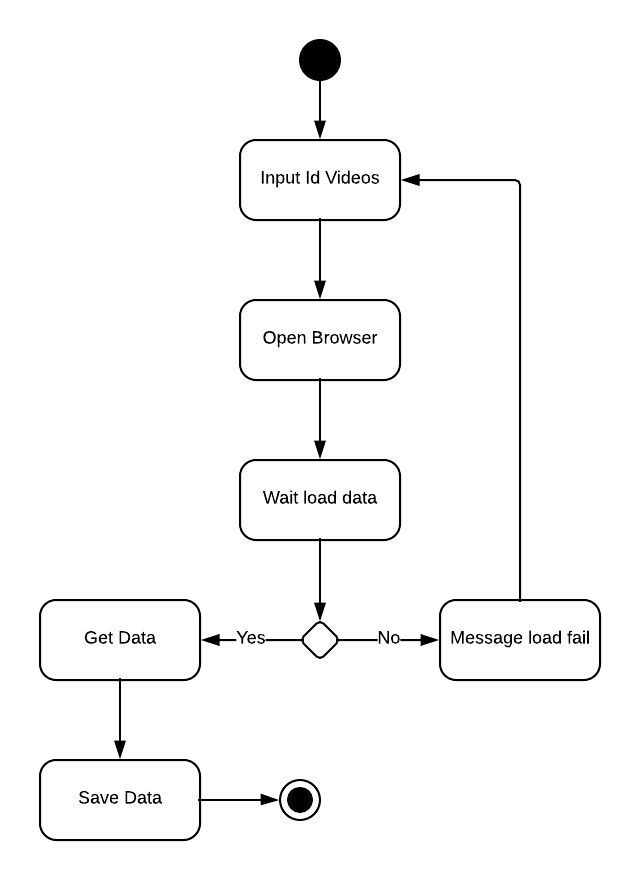 Input Id Videos
Open Browser
Wait load data
Get Data
Yes
No
Message load fail
Save Data